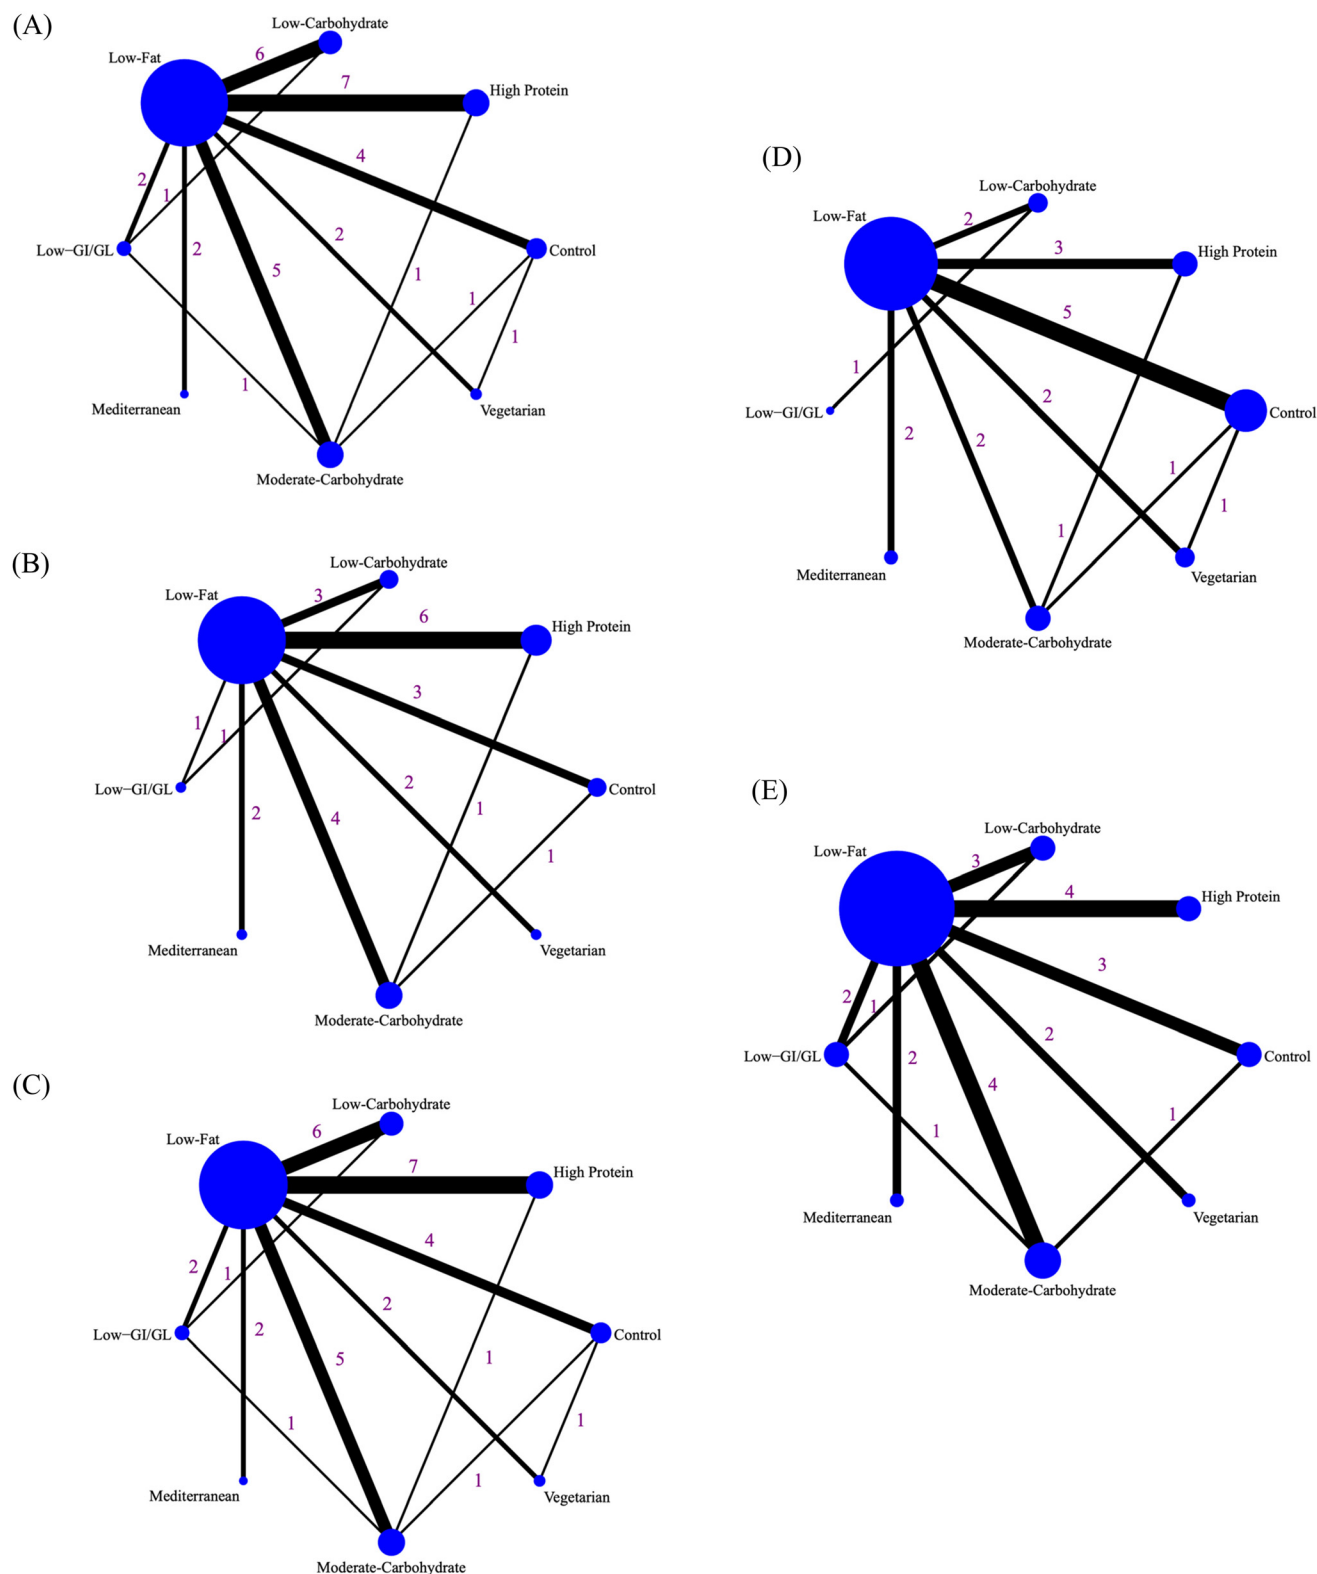 (A)
Low-Carbohydrate
Low-Fat
6
7
High Protein
4
2
1
2
Low−GI/GL
2
5
1
1
Control
1
1
Mediterranean
Vegetarian
Moderate-Carbohydrate
(B)
Low-Carbohydrate
Low-Fat
3
6
High Protein
3
1
1
2
Low−GI/GL
Control
2
4
1
1
Mediterranean
Vegetarian
Moderate-Carbohydrate
(C)
Low-Carbohydrate
Low-Fat
6
7
High Protein
4
2
1
2
Low−GI/GL
Control
2
5
1
1
1
1
Mediterranean
Vegetarian
Moderate-Carbohydrate
(D)
Low-Carbohydrate
Low-Fat
2
3
High Protein
5
1
2
Low−GI/GL
Control
2
2
1
1
1
Mediterranean
Vegetarian
Moderate-Carbohydrate
(E)
Low-Carbohydrate
Low-Fat
3
4
High Protein
3
2
1
2
Low−GI/GL
Control
2
4
1
1
Mediterranean
Vegetarian
Moderate-Carbohydrate